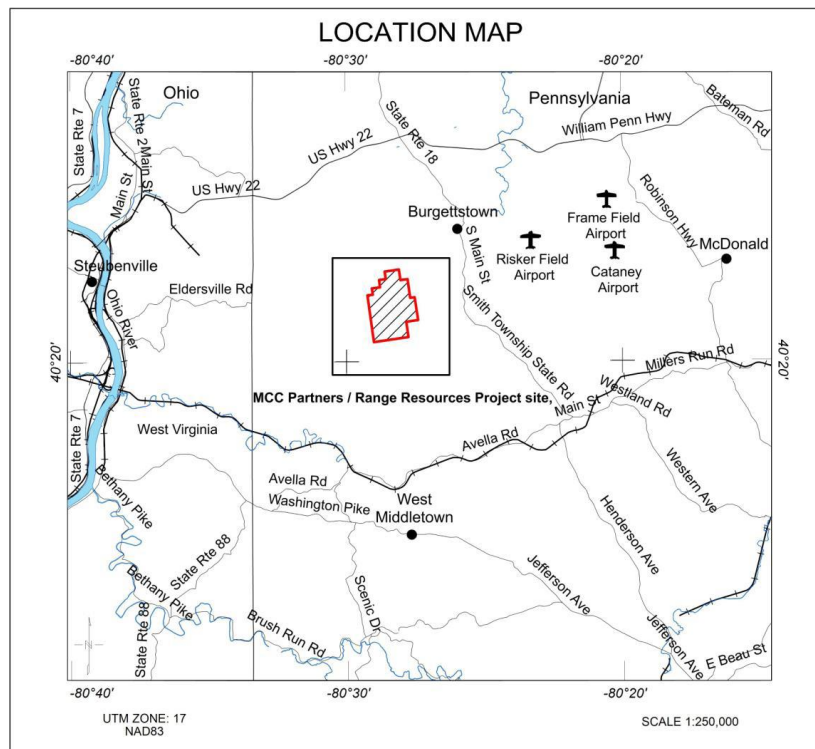 LOCATION MAP
-80°40'
-80°30'
-80°20'
Ohio
Pennsylvania
State Rte 7
State Rte 2
Main St
State Rte 18
William Penn Hwy
Bateman Rd
US Hwy 22
US Hwy 22
Main St
Robinson Hwy
Burgettstown
S Main St
Frame Field
Airport
Risker Field
Airport
Cataney
Airport
McDonald
Steubenville
Ohio River
Eldersville Rd
Smith Township State Rd
40°20'
40°20'
Millers Run Rd
MCC Partners / Range Resources Project site,
Main St
Westland Rd
State Rte 7
West Virginia
Avella Rd
Bethany Pike
Avella Rd
Washington Pike
West
Middletown
Western Ave
Henderson Ave
State Rte 88
Jefferson Ave
Bethany Pike
Scenic Dr
Brush Run Rd
State Rte 88
Jefferson Ave
E Beau St
N
-80°40'
-80°30'
-80°20'
UTM ZONE: 17
NAD83
SCALE 1:250,000